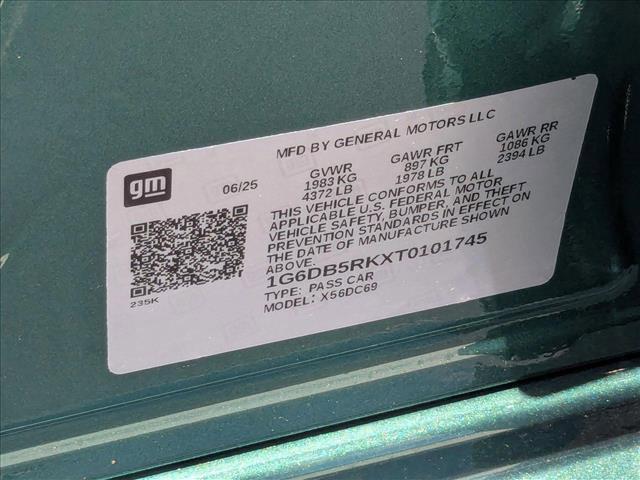 MFD BY GENERAL MOTORS LLC
gm
06/25
GVWR
1983 KG
4372 LB
GAWR FRT
897 KG
1978 LB
GAWR RR
1086 KG
2394 LB
THIS VEHICLE CONFORMS TO ALL
APPLICABLE U.S. FEDERAL MOTOR
VEHICLE SAFETY, BUMPER, AND THEFT
PREVENTION STANDARDS IN EFFECT ON
THE DATE OF MANUFACTURE SHOWN
ABOVE.
1G6DB5RKXT0101745
TYPE: PASS CAR
MODEL: X56DC69
235K